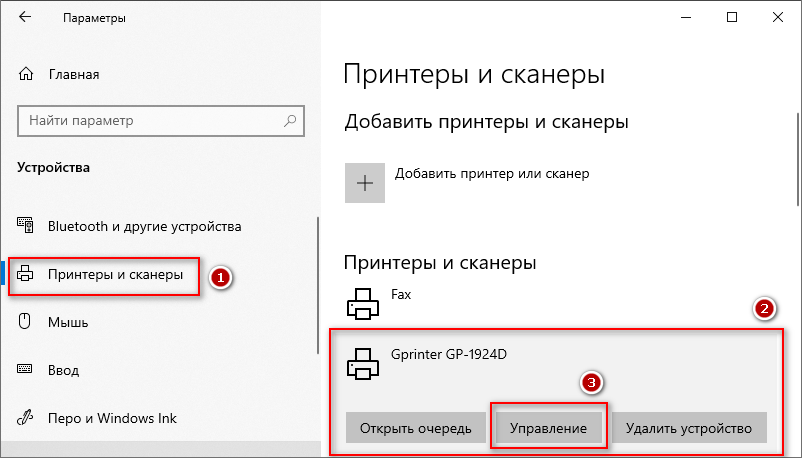 Параметры
Главная
Найти параметр
Устройства
Bluetooth и другие устройства
Принтеры и сканеры
1
Мышь
Ввод
Перо и Windows Ink
Принтеры и сканеры
Добавить принтеры и сканеры
Добавить принтер или сканер
Принтеры и сканеры
Fax
2
Gprinter GP-1924D
3
Открыть очередь
Управление
Удалить устройство